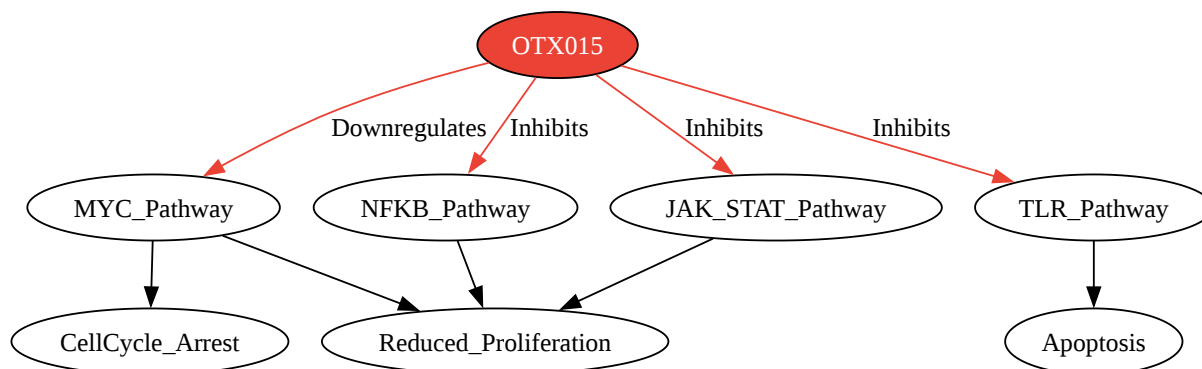 OTX015
Downregulates
Inhibits
Inhibits
Inhibits
MYC_Pathway
NFKB_Pathway
JAK_STAT_Pathway
TLR_Pathway
CellCycle_Arrest
Reduced_Proliferation
Apoptosis